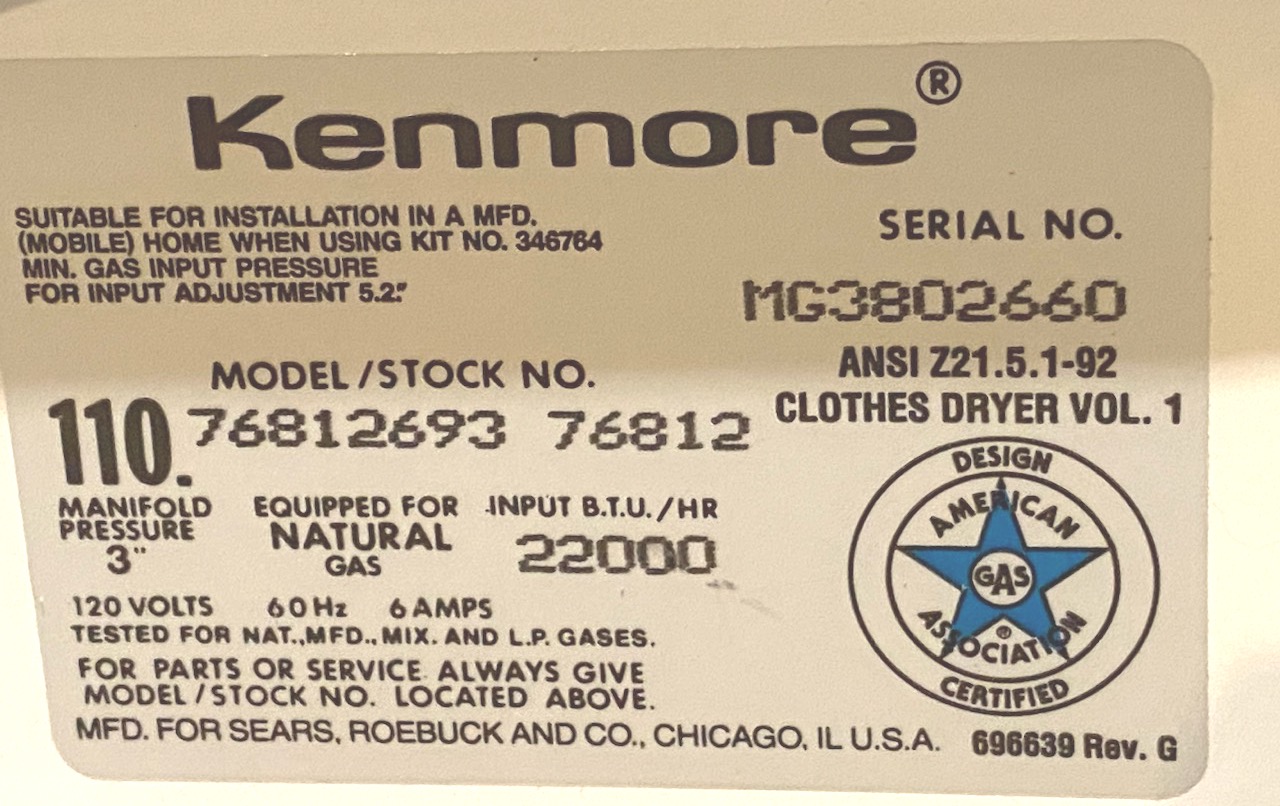 Kenmore®
SUITABLE FOR INSTALLATION IN A MFD.
(MOBILE) HOME WHEN USING KIT NO. 346764
MIN. GAS INPUT PRESSURE
FOR INPUT ADJUSTMENT 5.2."
SERIAL NO.
MG3802660
ANSI Z21.5.1-92
CLOTHES DRYER VOL. 1
MODEL/STOCK NO.
110. 76812693 76812
MANIFOLD
PRESSURE
3"
EQUIPPED FOR
NATURAL
GAS
INPUT B.T.U./HR
22000
DESIGN
AMERICAN
GAS
ASSOCIATION
®
CERTIFIED
120 VOLTS 60 Hz 6 AMPS
TESTED FOR NAT.,MFD., MIX. AND L.P. GASES.
FOR PARTS OR SERVICE ALWAYS GIVE
MODEL/STOCK NO. LOCATED ABOVE.
MFD. FOR SEARS, ROEBUCK AND CO., CHICAGO, IL U.S.A. 696639 Rev. G